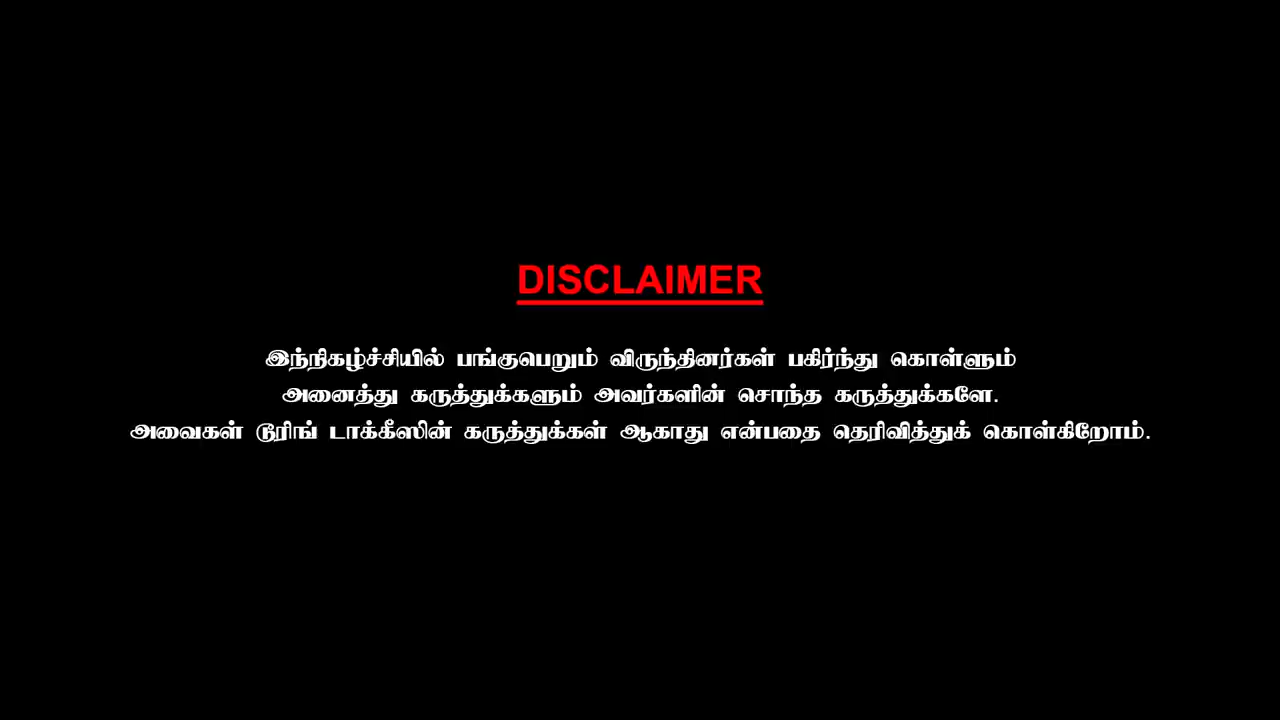 DISCLAIMER
இந்நிகழ்ச்சியில் பங்குபெறும் விருந்தினர்கள் பகிர்ந்து கொள்ளும்
அனைத்து கருத்துக்களும் அவர்களின் சொந்த கருத்துக்களே.
அவைகள் டூரிங் டாக்கீஸின் கருத்துக்கள் ஆகாது என்பதை தெரிவித்துக் கொள்கிறோம்.